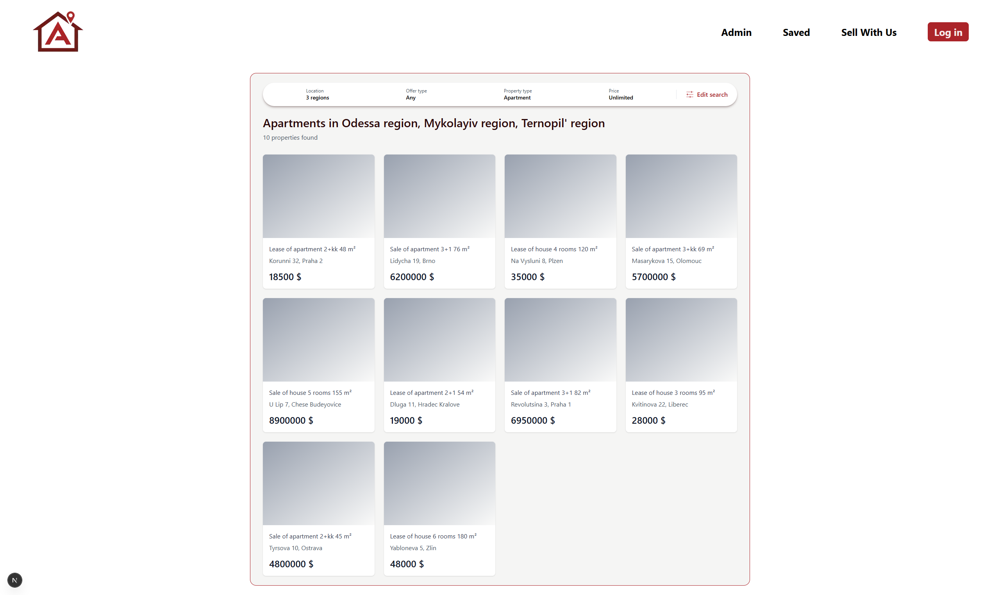 A
Admin
Saved
Sell With Us
Log in
Location
3 regions
Offer type
Any
Property type
Apartment
Price
Unlimited
Edit search
Apartments in Odessa region, Mykolayiv region, Ternopil' region
10 properties found
Lease of apartment 2+kk 48 m²
Korunni 32, Praha 2
18500 $
Sale of apartment 3+1 76 m²
Lidycha 19, Brno
6200000 $
Lease of house 4 rooms 120 m²
Na Vysluni 8, Plzen
35000 $
Sale of apartment 3+kk 69 m²
Masarykova 15, Olomouc
5700000 $
Sale of house 5 rooms 155 m²
U Lip 7, Chese Budeyovice
8900000 $
Lease of apartment 2+1 54 m²
Dluga 11, Hradec Kralove
19000 $
Sale of apartment 3+1 82 m²
Revolutsina 3, Praha 1
6950000 $
Lease of house 3 rooms 95 m²
Kvitinova 22, Liberec
28000 $
Sale of apartment 2+kk 45 m²
Tyrsova 10, Ostrava
4800000 $
Lease of house 6 rooms 180 m²
Yabloneva 5, Zlin
48000 $
N